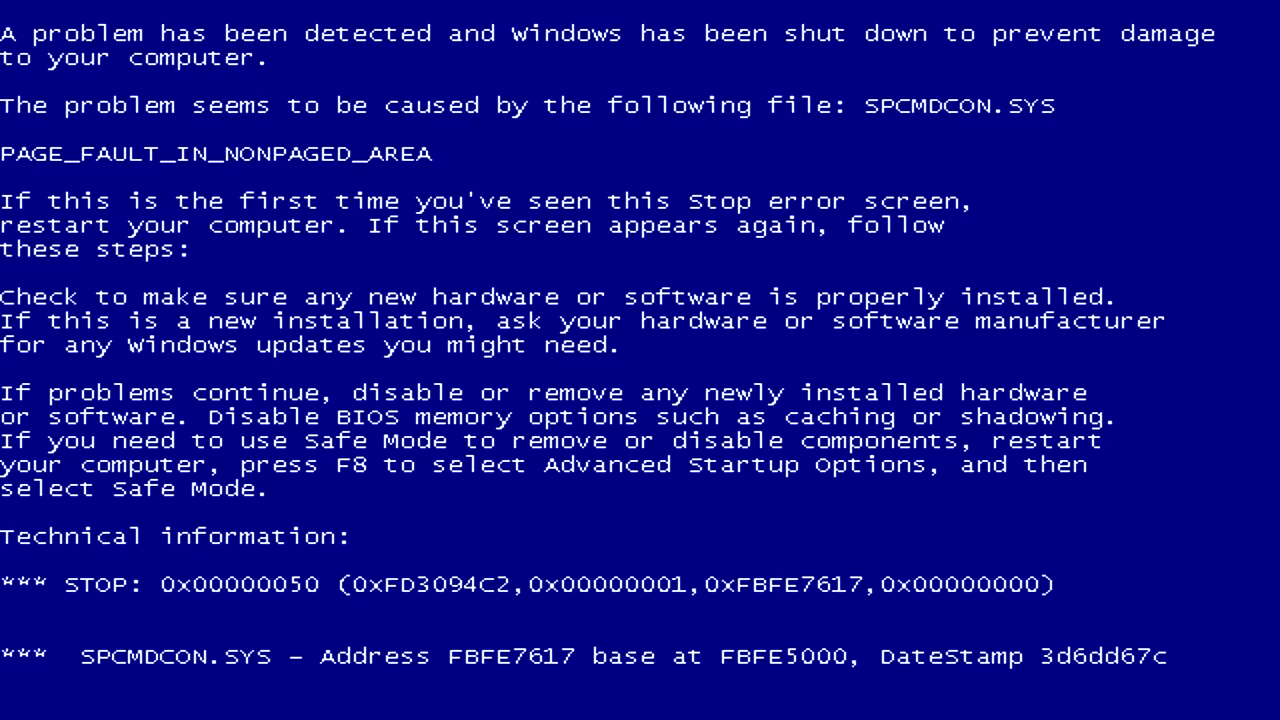 A problem has been detected and Windows has been shut down to prevent damage
to your computer.
The problem seems to be caused by the following file: SPCMDCON.SYS
PAGE_FAULT_IN_NONPAGED_AREA
If this is the first time you've seen this Stop error screen,
restart your computer. If this screen appears again, follow
these steps:
Check to make sure any new hardware or software is properly installed.
If this is a new installation, ask your hardware or software manufacturer
for any Windows updates you might need.
If problems continue, disable or remove any newly installed hardware
or software. Disable BIOS memory options such as caching or shadowing.
If you need to use Safe Mode to remove or disable components, restart
your computer, press F8 to select Advanced Startup Options, and then
select Safe Mode.
Technical information:
*** STOP: 0x00000050 (0xFD3094C2,0x00000001,0xFBFE7617,0x00000000)
***  SPCMDCON.SYS - Address FBFE7617 base at FBFE5000, DateStamp 3d6dd67c